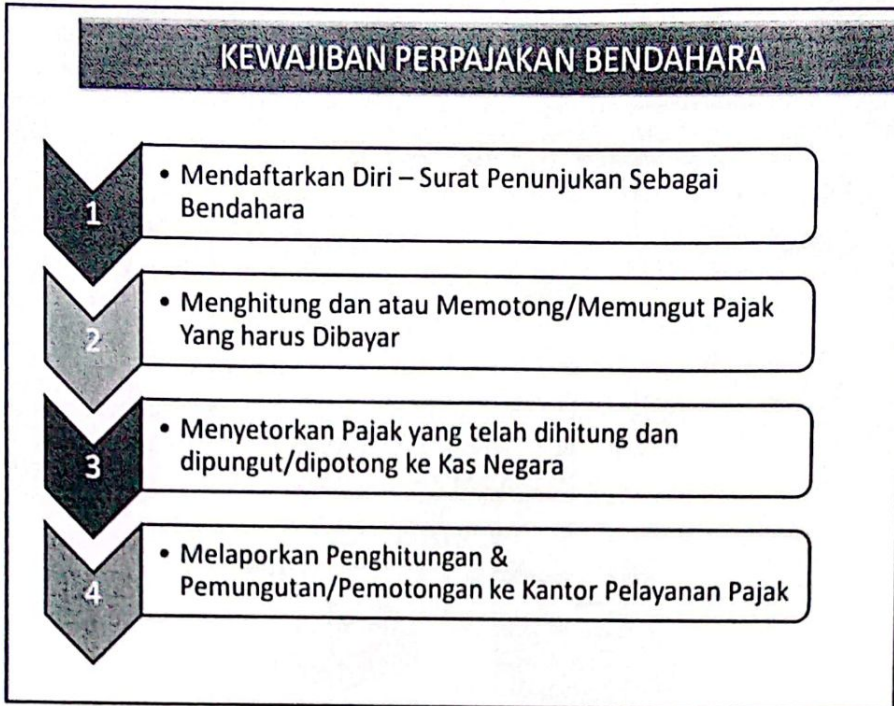 KEWAJIBAN PERPAJAKAN BENDAHARA
1
• Mendaftarkan Diri – Surat Penunjukan Sebagai
Bendahara
2
• Menghitung dan atau Memotong/Memungut Pajak
Yang harus Dibayar
3
• Menyetorkan Pajak yang telah dihitung dan
dipungut/dipotong ke Kas Negara
4
• Melaporkan Penghitungan &
Pemungutan/Pemotongan ke Kantor Pelayanan Pajak